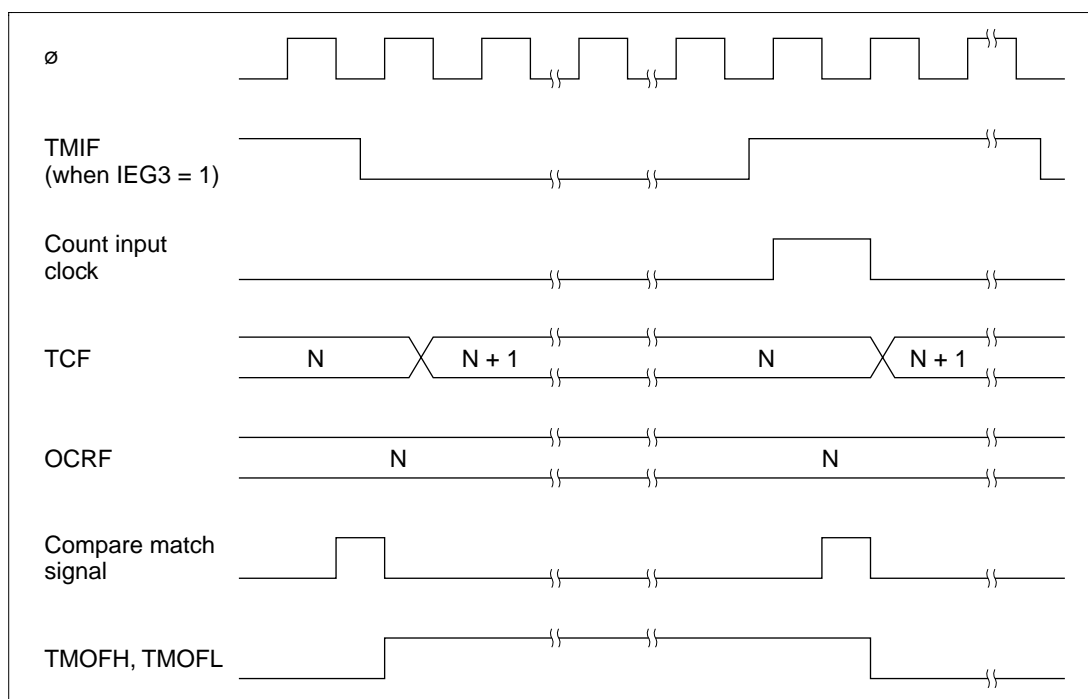 ø
TMIF
(when IEG3 = 1)
Count input
clock
TCF
N
N + 1
N
N + 1
OCRF
N
N
Compare match
signal
TMOFH, TMOFL